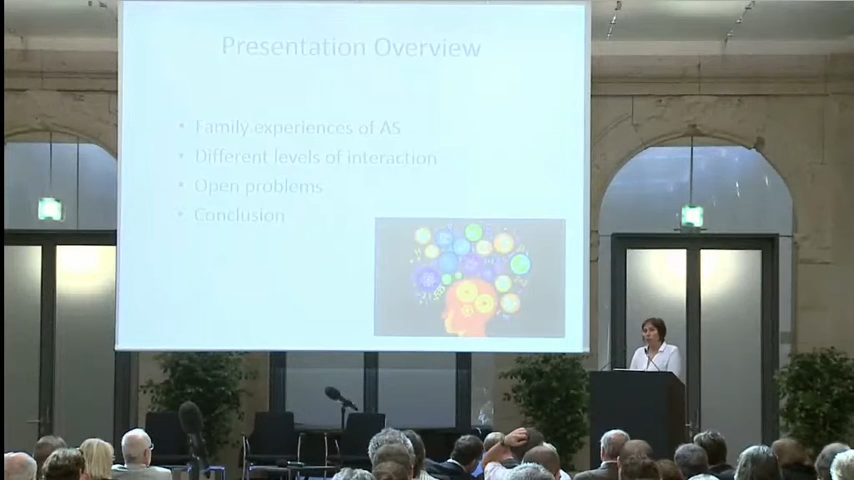 Presentation Overview
• Family experiences of AS
• Different levels of interaction
• Open problems
• Conclusion